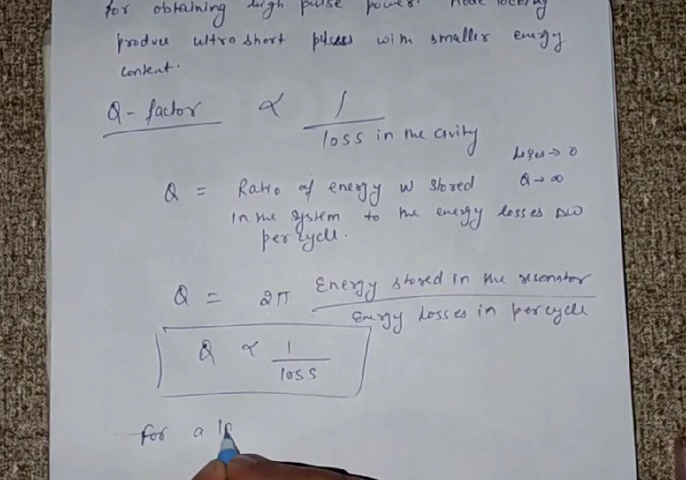 for obtaining high pulse power. Mode locking
produce ultra short pulses with smaller energy
content.
Q-factor ∝ 1
loss in the cavity
losses → 0
Q → ∞
Q = Ratio of energy W stored
in the system to the energy losses ΔW
per cycle.
Q = 2π Energy stored in the resonator
Energy losses in per cycle
Q ∝ 1
loss
for a